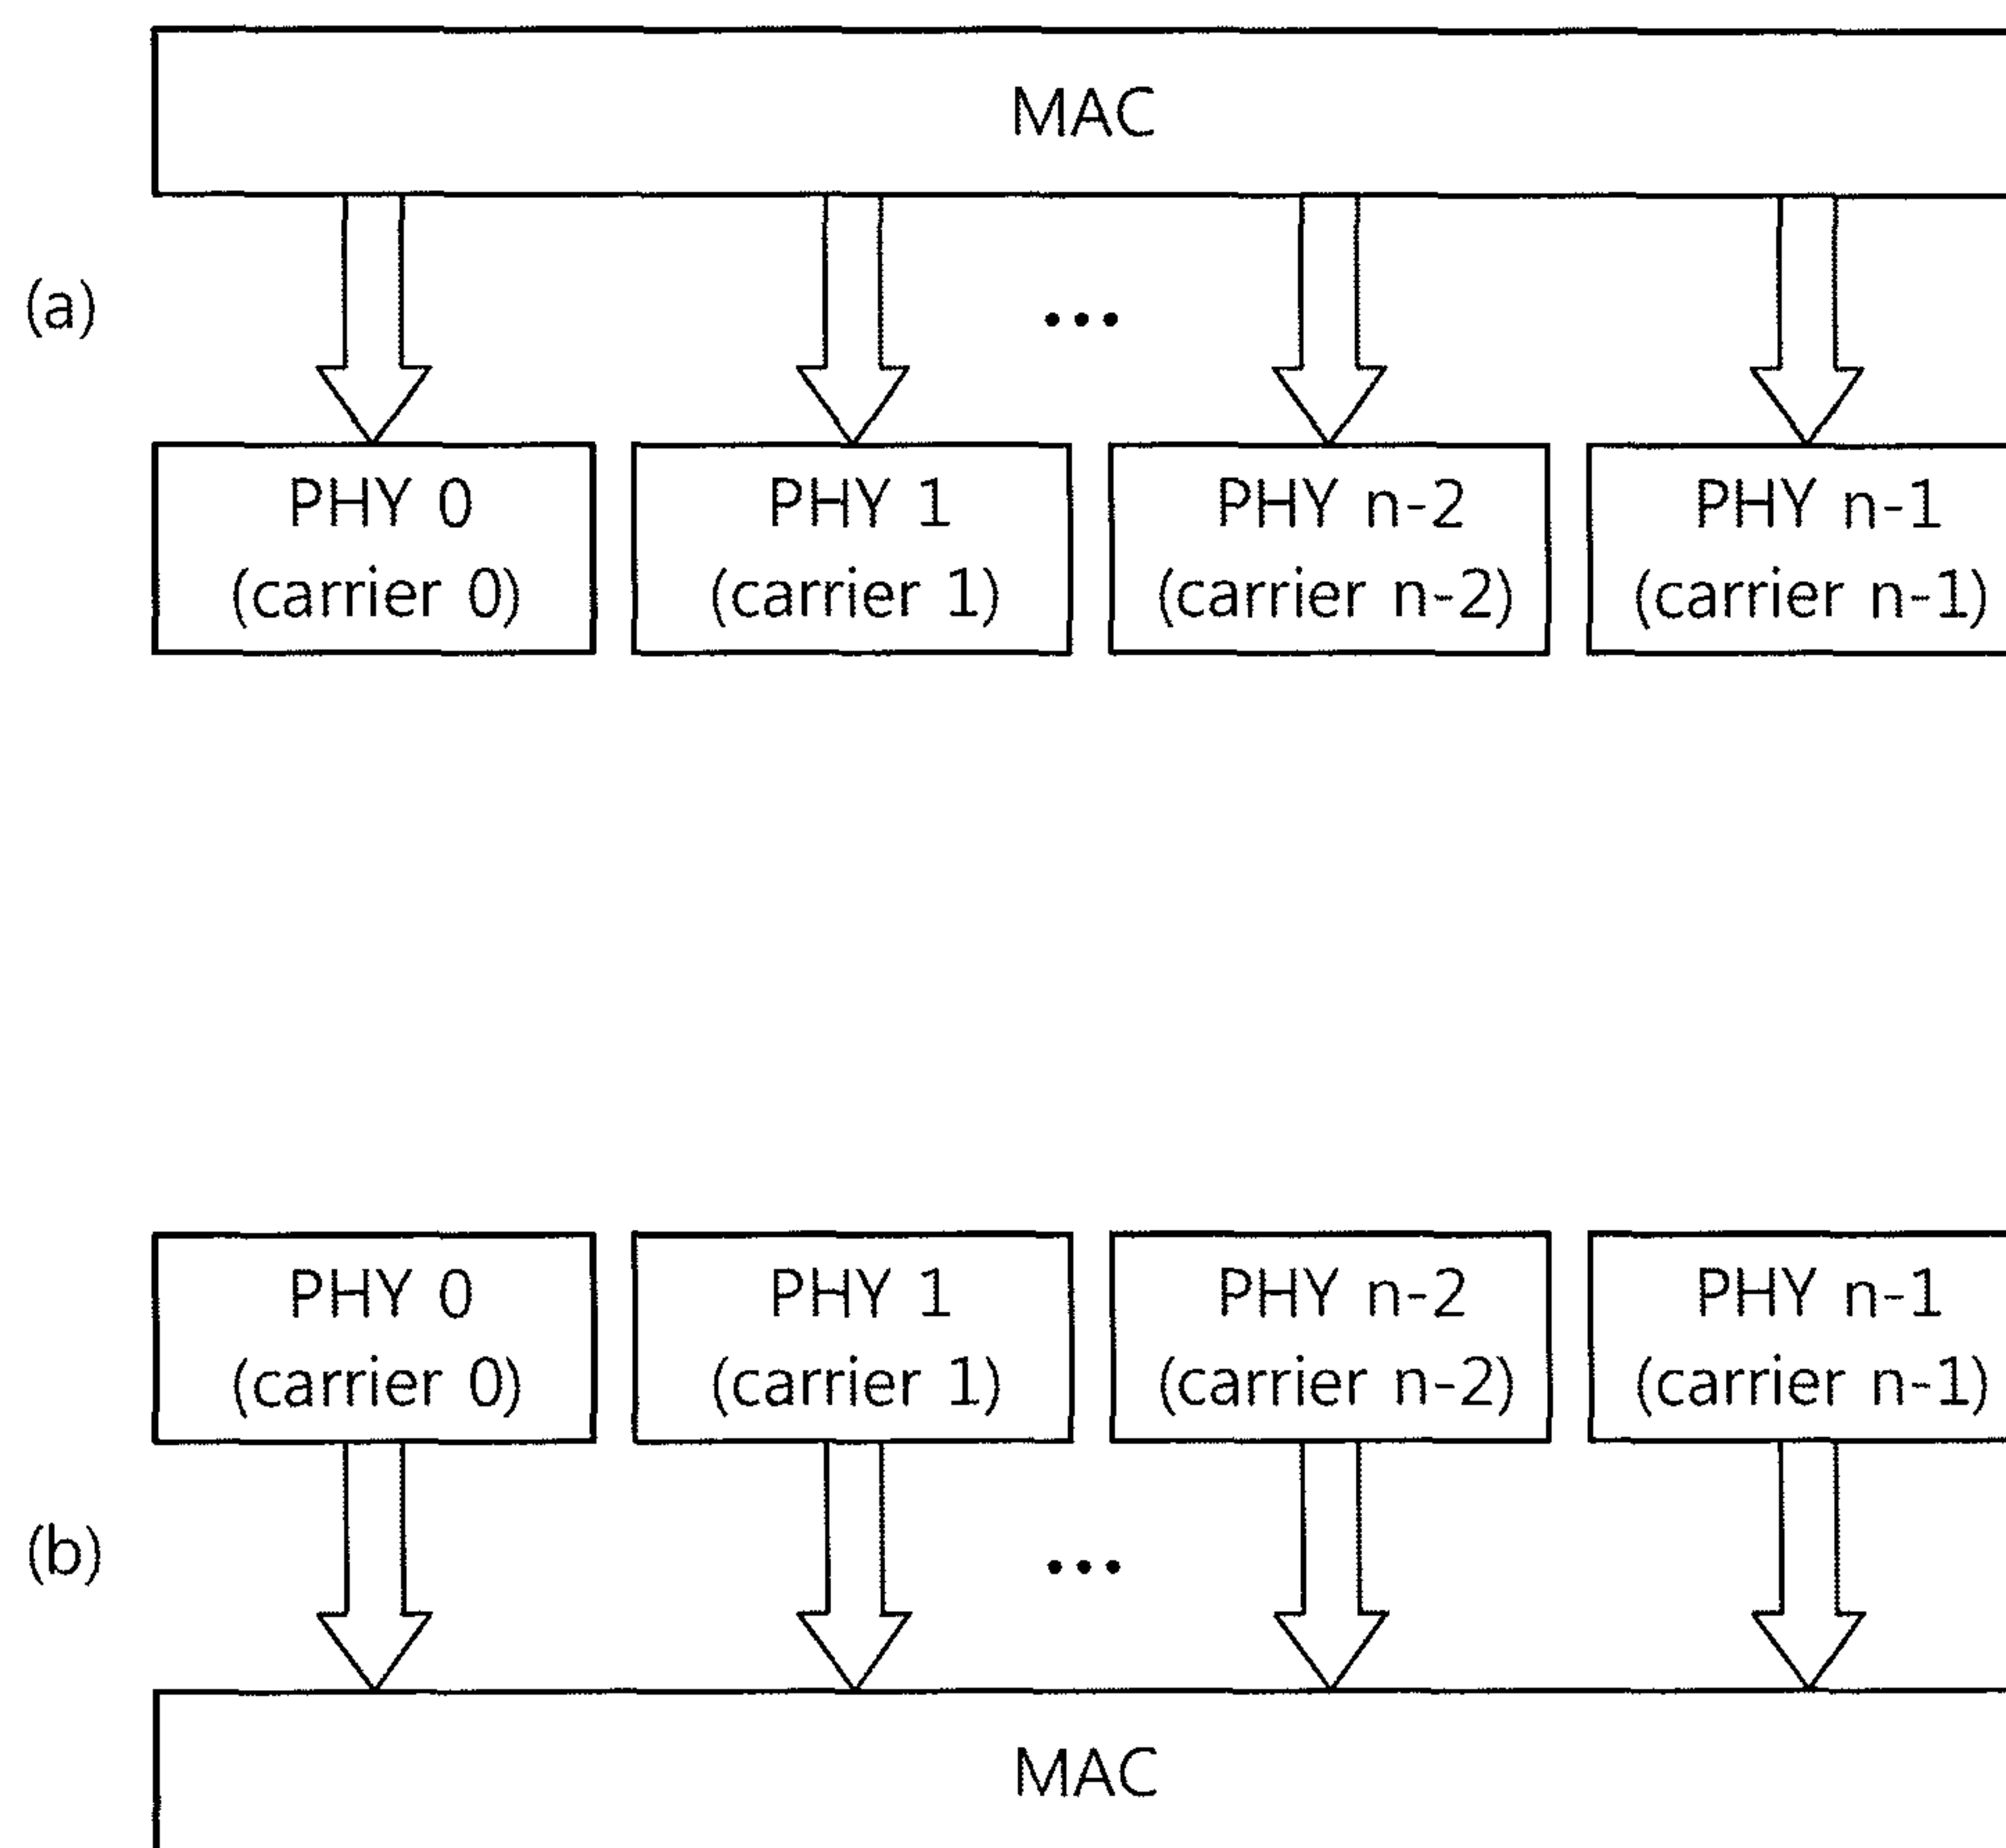 MAC
(a)
...
PHY 0
(carrier 0)
PHY 1
(carrier 1)
PHY n-2
(carrier n-2)
PHY n-1
(carrier n-1)
PHY 0
(carrier 0)
PHY 1
(carrier 1)
PHY n-2
(carrier n-2)
PHY n-1
(carrier n-1)
(b)
...
MAC